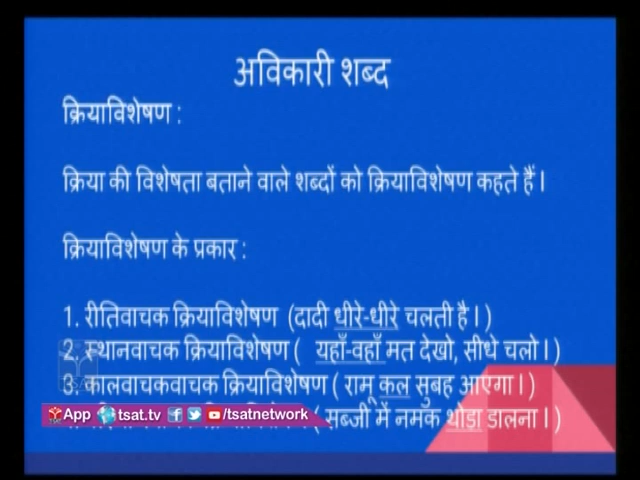 अविकारी शब्द
क्रियाविशेषण :
क्रिया की विशेषता बताने वाले शब्दों को क्रियाविशेषण कहते हैं ।
क्रियाविशेषण के प्रकार :
1. रीतिवाचक क्रियाविशेषण (दादी धीरे-धीरे चलती है । )
2. स्थानवाचक क्रियाविशेषण ( यहाँ-वहाँ मत देखो, सीधे चलो । )
3. कालवाचकवाचक क्रियाविशेषण ( रामू कल सुबह आएगा । )
( सब्जी में नमक थोडा डालना । )
App tsat.tv /tsatnetwork